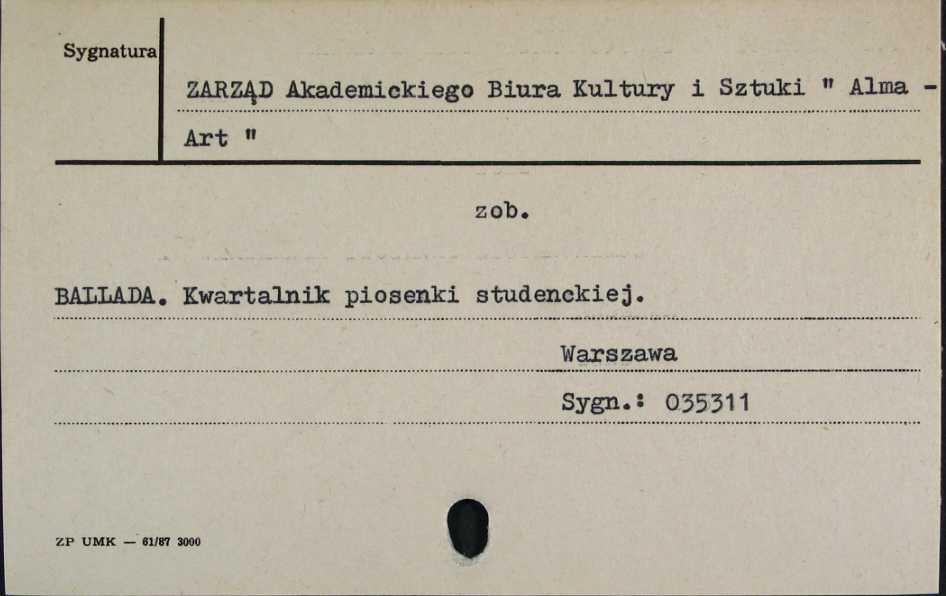 Sygnatura
ZARZĄD Akademickiego Biura Kultury i Sztuki " Alma -
Art "
zob.
BALLADA. Kwartalnik piosenki studenckiej.
Warszawa
Sygn.: 035311
ZP UMK — 61/87 3000